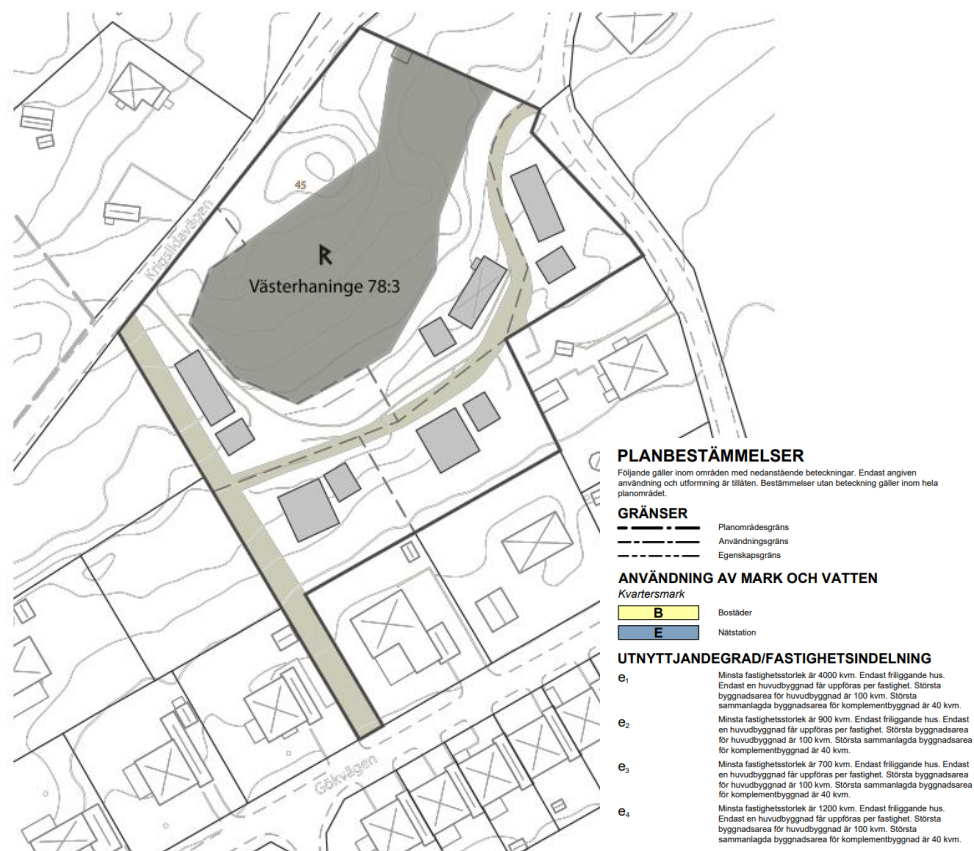 45
Krigsildavägen
R
Västerhaninge 78:3
Gökvägen
PLANBESTÄMMELSER
Följande gäller inom områden med nedanstående beteckningar. Endast angiven
användning och utformning är tillåten. Bestämmelser utan beteckning gäller inom hela
planområdet.
GRÄNSER
Planområdesgräns
Användningsgräns
Egenskapsgräns
ANVÄNDNING AV MARK OCH VATTEN
Kvartersmark
B Bostäder
E Nätstation
UTNYTTJANDEGRAD/FASTIGHETSINDELNING
e1 Minsta fastighetsstorlek är 4000 kvm. Endast friliggande hus.
Endast en huvudbyggnad får uppföras per fastighet. Största
byggnadsarea för huvudbyggnad är 100 kvm. Största
sammanlagda byggnadsarea för komplementbyggnad är 40 kvm.
e2 Minsta fastighetsstorlek är 900 kvm. Endast friliggande hus. Endast
en huvudbyggnad får uppföras per fastighet. Största byggnadsarea
för huvudbyggnad är 100 kvm. Största sammanlagda byggnadsarea
för komplementbyggnad är 40 kvm.
e3 Minsta fastighetsstorlek är 700 kvm. Endast friliggande hus. Endast
en huvudbyggnad får uppföras per fastighet. Största byggnadsarea
för huvudbyggnad är 100 kvm. Största sammanlagda byggnadsarea
för komplementbyggnad är 40 kvm.
e4 Minsta fastighetsstorlek är 1200 kvm. Endast friliggande hus.
Endast en huvudbyggnad får uppföras per fastighet. Största
byggnadsarea för huvudbyggnad är 100 kvm. Största
sammanlagda byggnadsarea för komplementbyggnad är 40 kvm.